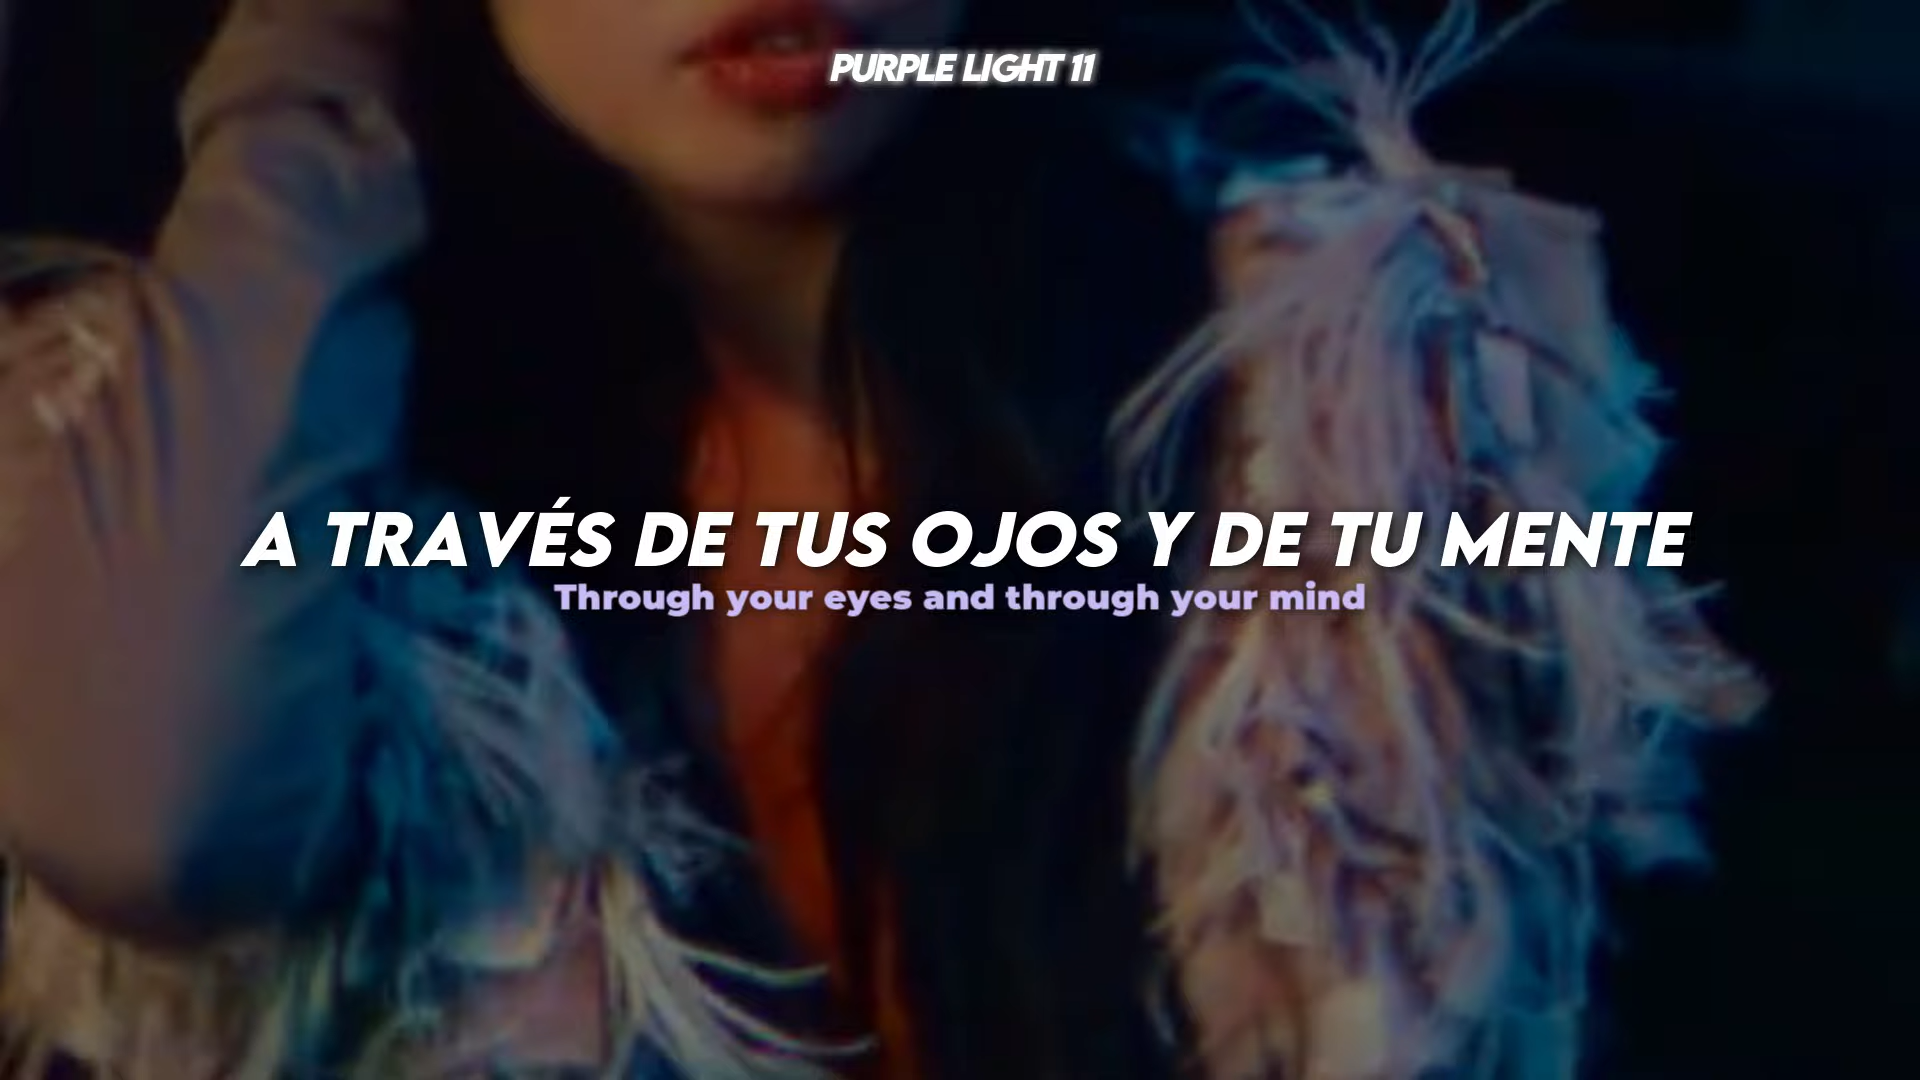 PURPLE LIGHT 11
A TRAVÉS DE TUS OJOS Y DE TU MENTE
Through your eyes and through your mind